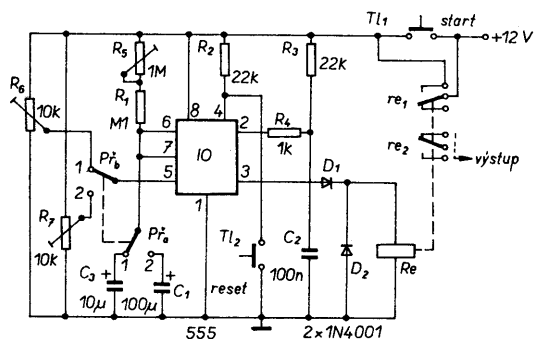 Tl1 start
+12 V
R5
1M
R2
22k
R3
22k
re1
R6
10k
R1
M1
8
4
6
2
R4
1k
re2
7
IO
výstup
1
Přb
5
3
D1
2
1
R7
10k
Přa
1 2
Tl2
C2
100n
D2
Re
C3 +
10µ
+
100µ
C1
reset
555
2×1N4001